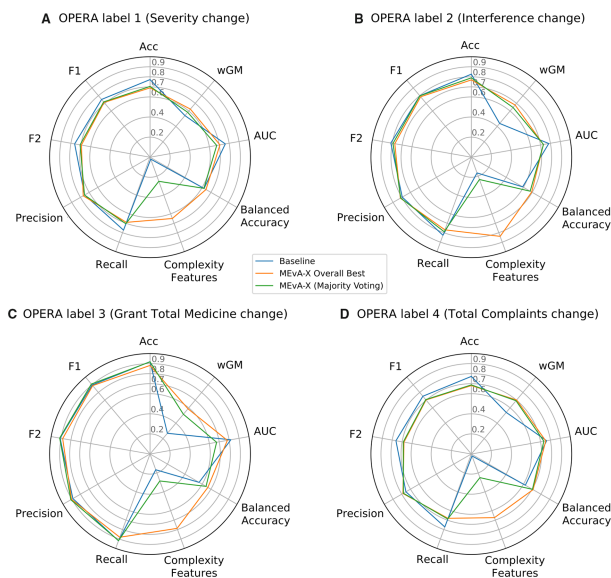 A OPERA label 1 (Severity change)
Acc
wGM
AUC
Balanced
Accuracy
Complexity
Features
Recall
Precision
F2
F1
0.9
0.8
0.7
0.6
0.4
0.2
B OPERA label 2 (Interference change)
Acc
wGM
AUC
Balanced
Accuracy
Complexity
Features
Recall
Precision
F2
F1
0.9
0.8
0.7
0.6
0.4
0.2
Baseline
MEvA-X Overall Best
MEvA-X (Majority Voting)
C OPERA label 3 (Grant Total Medicine change)
Acc
wGM
AUC
Balanced
Accuracy
Complexity
Features
Recall
Precision
F2
F1
0.9
0.8
0.7
0.6
0.4
0.2
D OPERA label 4 (Total Complaints change)
Acc
wGM
AUC
Balanced
Accuracy
Complexity
Features
Recall
Precision
F2
F1
0.9
0.8
0.7
0.6
0.4
0.2